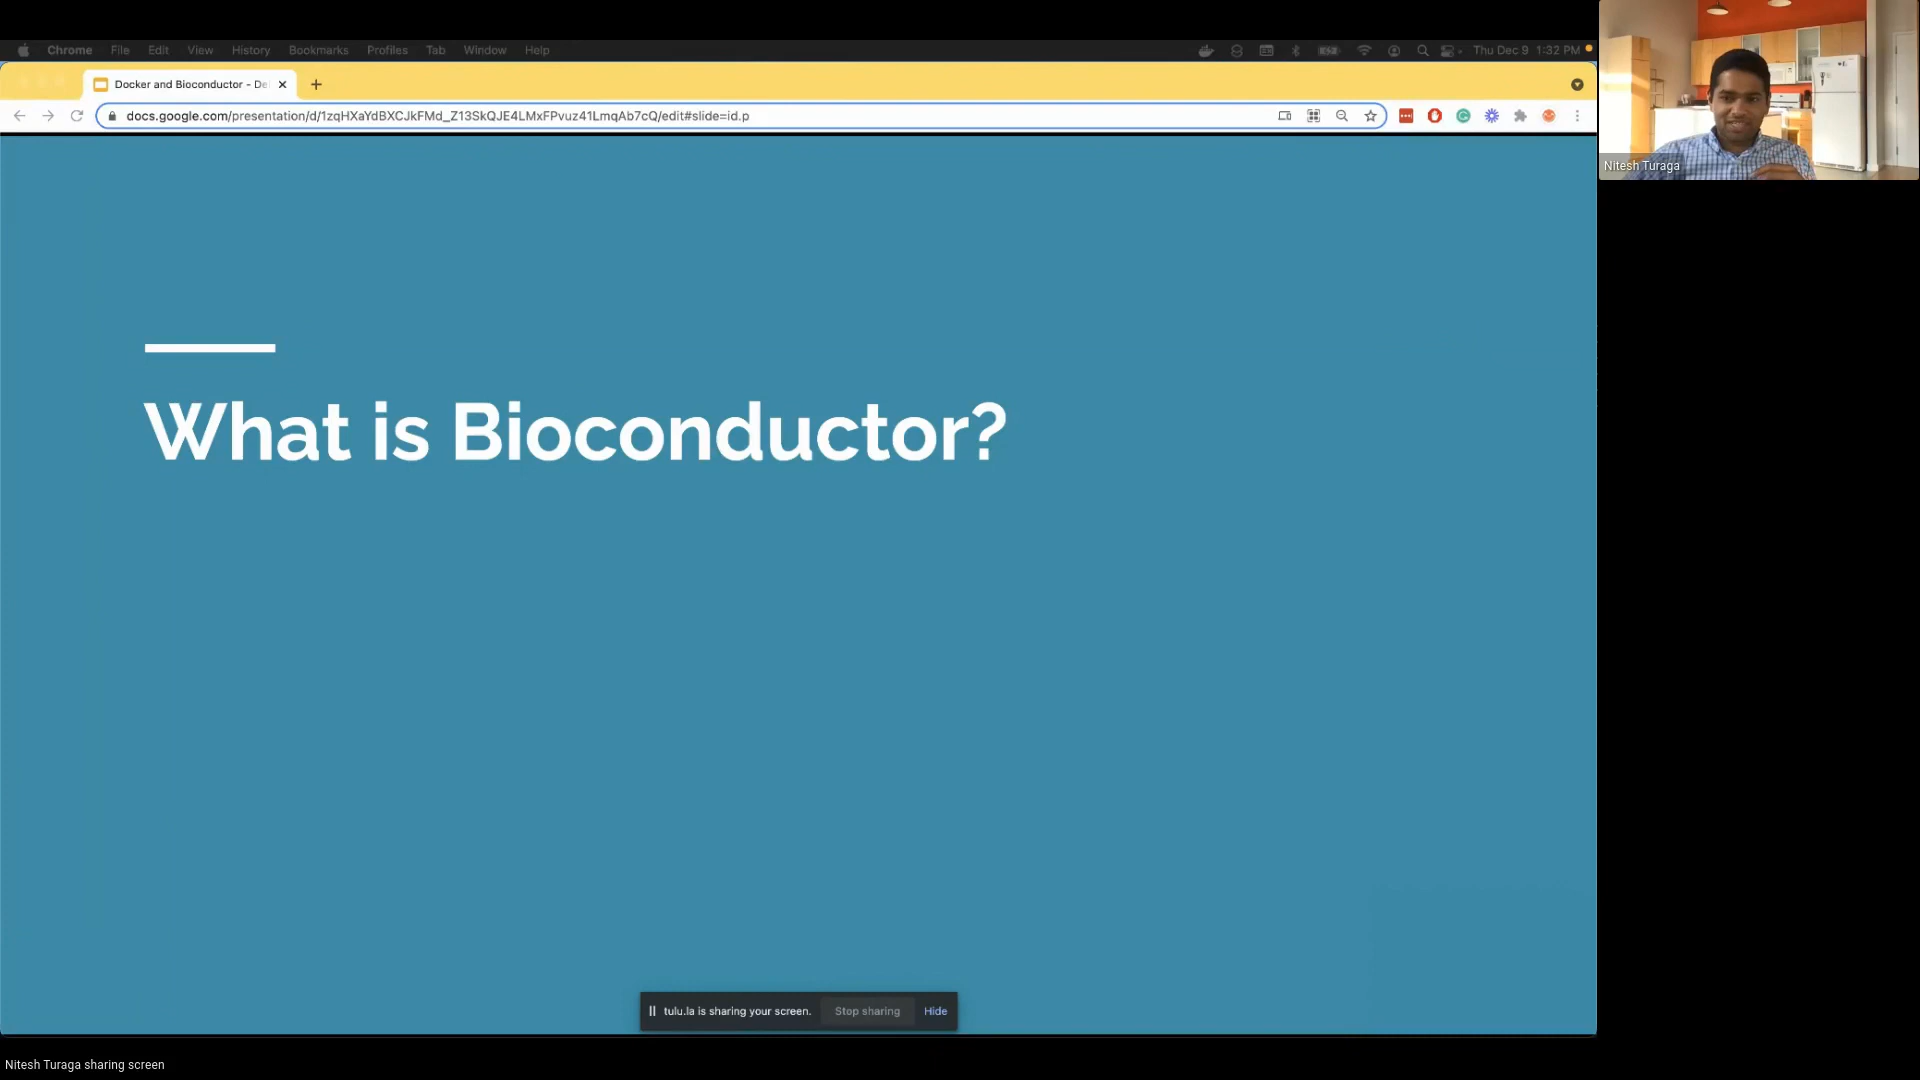 Chrome File Edit View History Bookmarks Profiles Tab Window Help Thu Dec 9 1:32 PM
Docker and Bioconductor - De
docs.google.com/presentation/d/1zqHXaYdBXCJkFMd_Z13SkQJE4LMxFPvuz41LmqAb7cQ/edit#slide=id.p
Nitesh Turaga
What is Bioconductor?
tulu.la is sharing your screen. Stop sharing Hide
Nitesh Turaga sharing screen